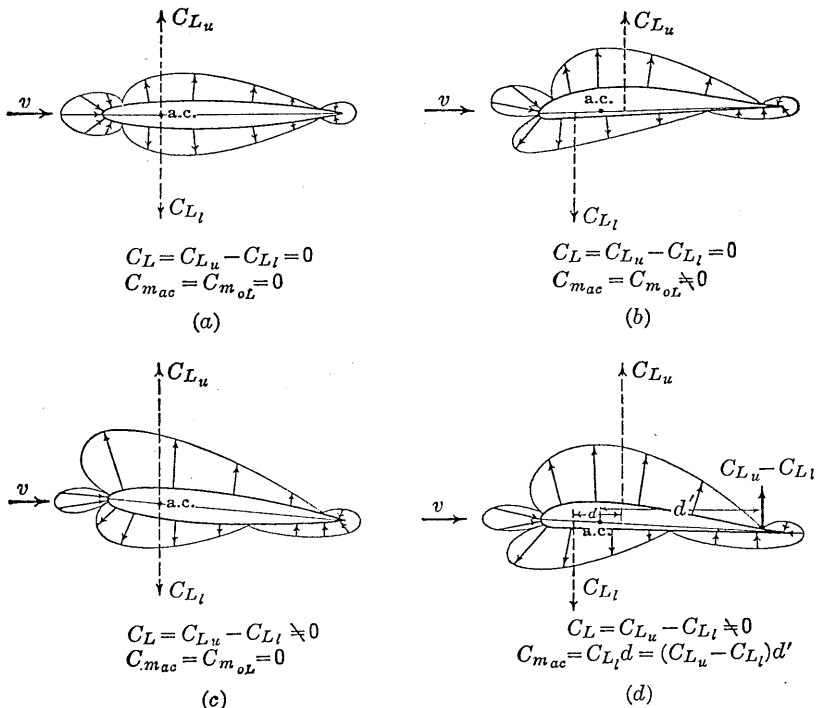 C_{L_u}
v
a.c.
C_{L_l}
C_L = C_{L_u} − C_{L_l} = 0
C_{m_{ac}} = C_{m_{oL}} = 0
(a)
C_{L_u}
v
a.c.
C_{L_l}
C_L = C_{L_u} − C_{L_l} = 0
C_{m_{ac}} = C_{m_{oL}} ≠ 0
(b)
C_{L_u}
v
a.c.
C_{L_l}
C_L = C_{L_u} − C_{L_l} ≠ 0
C_{.m_{ac}} = C_{m_{oL}} = 0
(c)
C_{L_u}
C_{L_u} − C_{L_l}
v
d
d′
a.c.
C_{L_l}
C_L = C_{L_u} − C_{L_l} ≠ 0
C_{m_{ac}} = C_{L_l}d = (C_{L_u} − C_{L_l})d′
(d)